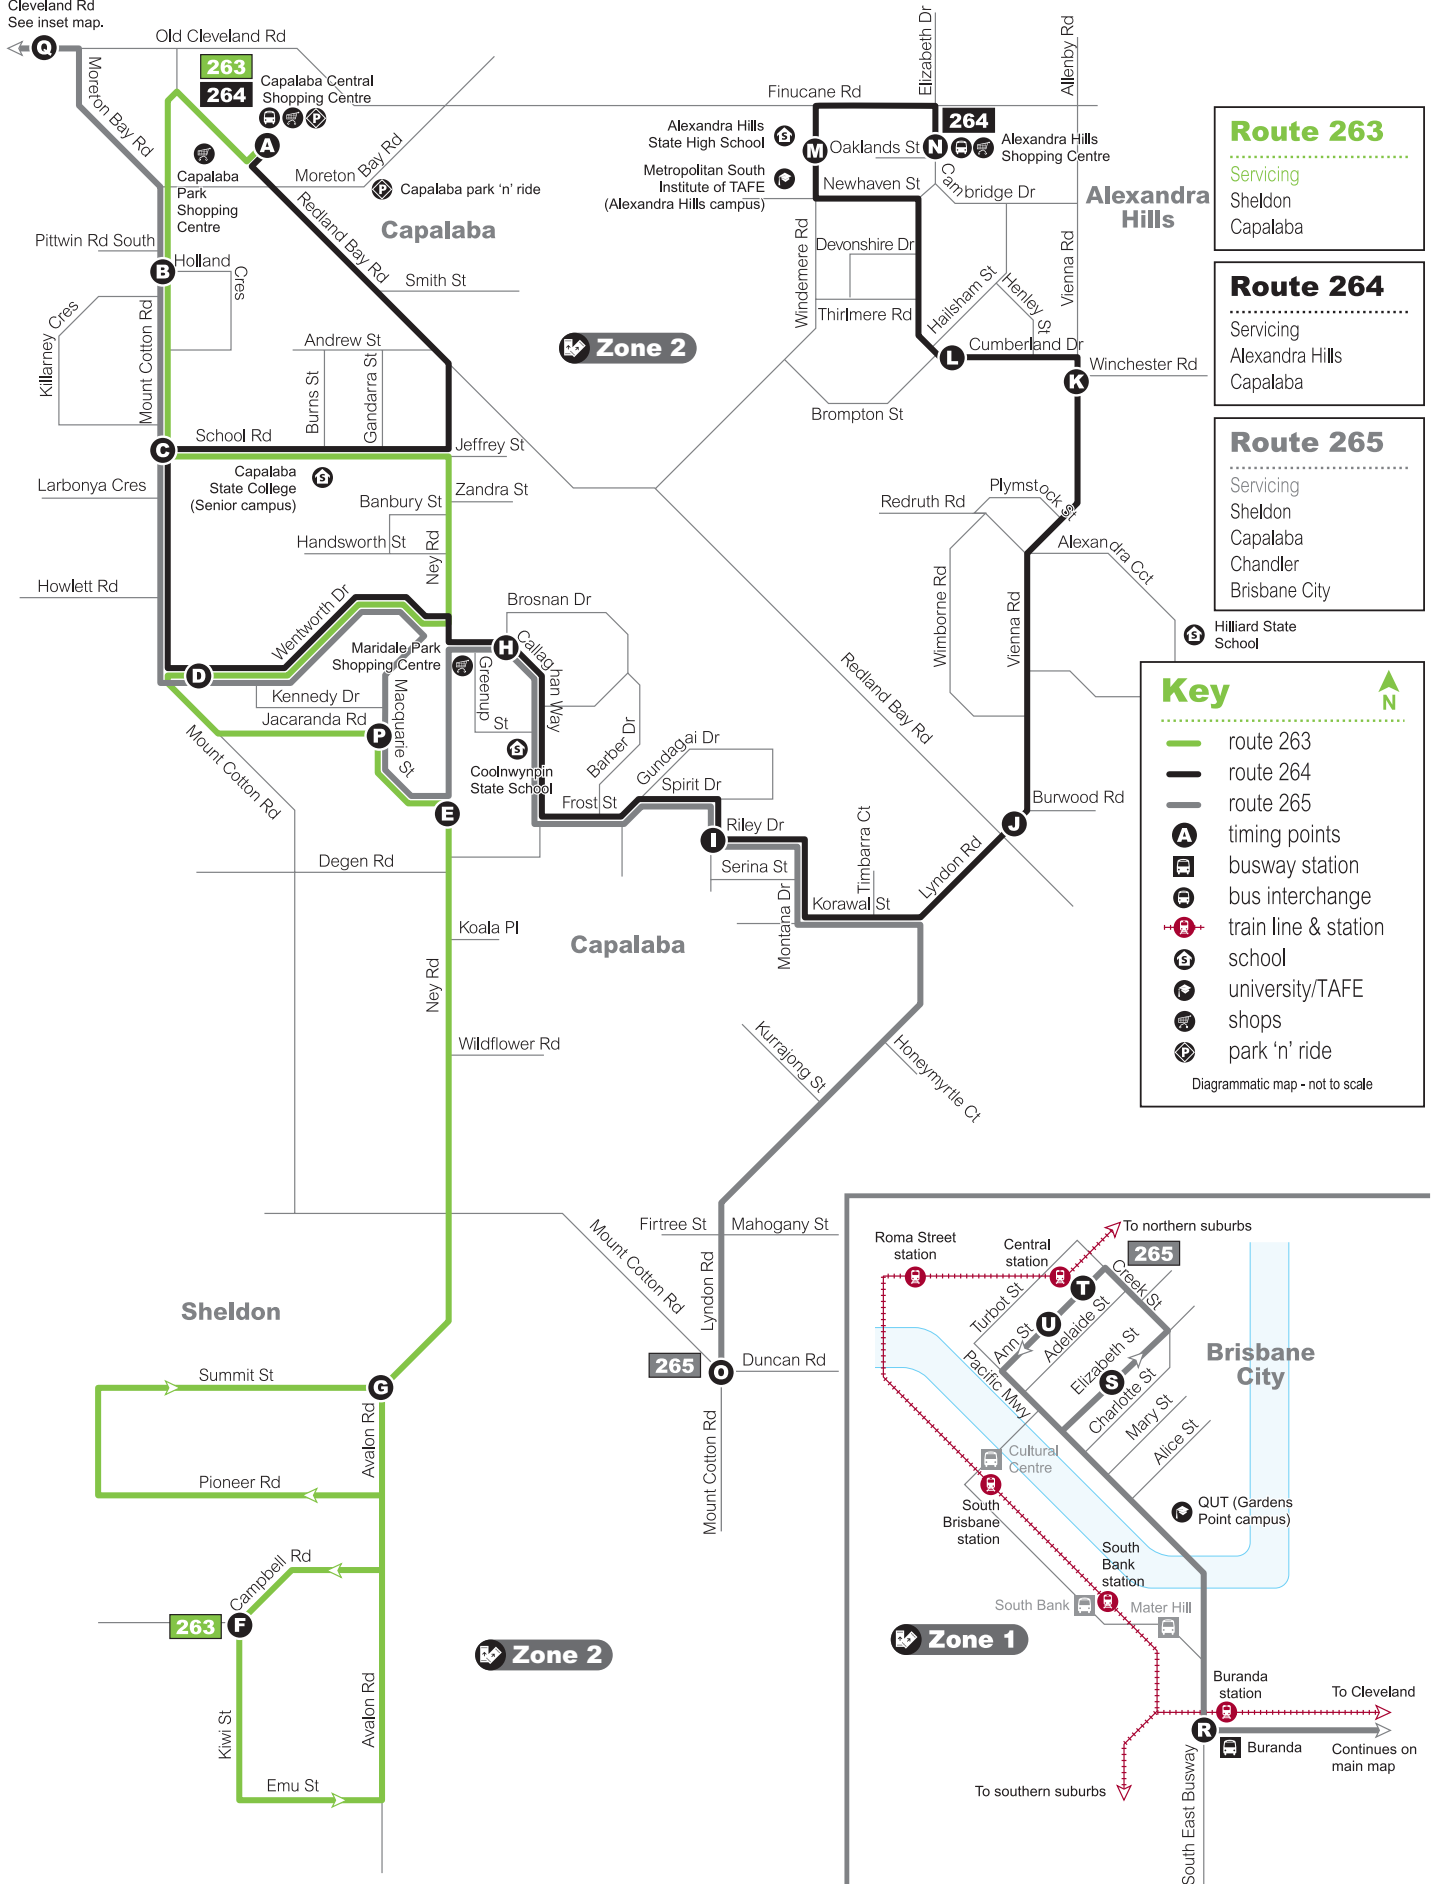 Cleveland Rd
See inset map.
Q
Old Cleveland Rd
263
264
Capalaba Central
Shopping Centre
A
Moreton Bay Rd
Capalaba
Park
Shopping
Centre
Moreton Bay Rd
Capalaba park 'n' ride
Redland Bay Rd
Capalaba
Pittwin Rd South
B
Holland
Cres
Smith St
Killarney Cres
Mount Cotton Rd
Andrew St
Burns St
Gandarra St
Zone 2
C
School Rd
Jeffrey St
Capalaba
State College
(Senior campus)
Larbonya Cres
Banbury St
Zandra St
Handsworth St
Ney Rd
Howlett Rd
Wentworth Dr
Brosnan Dr
Maridale Park
Shopping Centre
H
Callaghan Way
D
Greenup
St
Kennedy Dr
Macquarie St
Jacaranda Rd
P
Mount Cotton Rd
Coolnwynpin
State School
Barber Dr
Gundagai Dr
Spirit Dr
E
Frost St
I
Riley Dr
Degen Rd
Serina St
Timbarra Ct
Montana Dr
Korawal St
Koala Pl
Capalaba
Ney Rd
Wildflower Rd
Kurrajong St
Honeymyrtle Ct
Elizabeth Dr
Allenby Rd
Finucane Rd
Alexandra Hills
State High School
264
M
Oaklands St
N
Alexandra Hills
Shopping Centre
Metropolitan South
Institute of TAFE
(Alexandra Hills campus)
Newhaven St
Cambridge Dr
Alexandra
Hills
Windemere Rd
Devonshire Dr
Hailsham St
Henley St
Vienna Rd
Thirlmere Rd
L
Cumberland Dr
K
Winchester Rd
Brompton St
Redruth Rd
Plymstock St
Alexandra Cct
Wimborne Rd
Vienna Rd
Hilliard State
School
Redland Bay Rd
Burwood Rd
J
Lyndon Rd
Route 263
Servicing
Sheldon
Capalaba
Route 264
Servicing
Alexandra Hills
Capalaba
Route 265
Servicing
Sheldon
Capalaba
Chandler
Brisbane City
Key
N
route 263
route 264
route 265
A
timing points
busway station
bus interchange
train line & station
school
university/TAFE
shops
park 'n' ride
Diagrammatic map - not to scale
Firtree St
Mahogany St
Mount Cotton Rd
Lyndon Rd
265
O
Duncan Rd
Mount Cotton Rd
Sheldon
Summit St
G
Avalon Rd
Pioneer Rd
Campbell Rd
263
F
Zone 2
Kiwi St
Avalon Rd
Emu St
To northern suburbs
Roma Street
station
Central
station
265
Creek St
Turbot St
T
U
Ann St
Adelaide St
Pacific Mwy
Elizabeth St
S
Charlotte St
Brisbane
City
Mary St
Alice St
Cultural
Centre
South
Brisbane
station
QUT (Gardens
Point campus)
South
Bank
station
South Bank
Mater Hill
Zone 1
Buranda
station
To Cleveland
R
Buranda
Continues on
main map
To southern suburbs
South East Busway